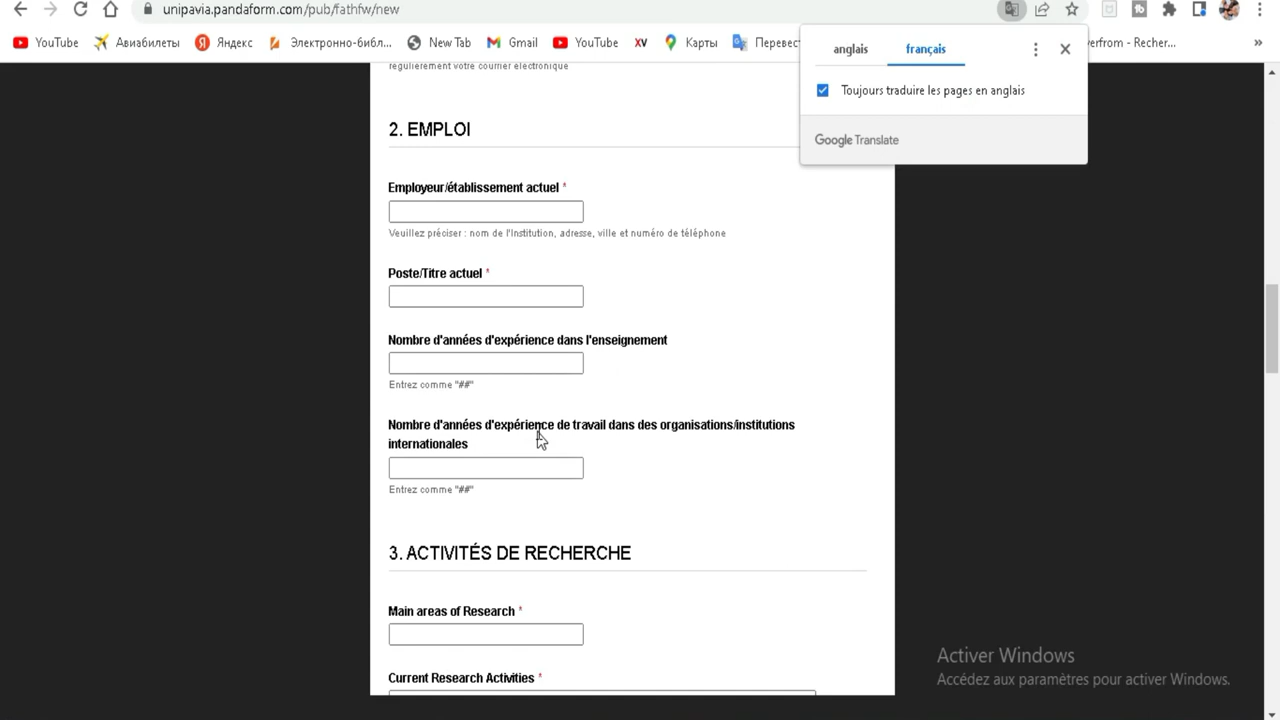 unipavia.pandaform.com/pub/fathfw/new
YouTube Авиабилеты Яндекс Электронно-библ... New Tab Gmail YouTube XV Карты Перевест verfrom - Recher... »
anglais français
Toujours traduire les pages en anglais
Google Translate
régulièrement votre courrier électronique
2. EMPLOI
Employeur/établissement actuel *
Veuillez préciser : nom de l'Institution, adresse, ville et numéro de téléphone
Poste/Titre actuel *
Nombre d'années d'expérience dans l'enseignement
Entrez comme "##"
Nombre d'années d'expérience de travail dans des organisations/institutions
internationales
Entrez comme "##"
3. ACTIVITÉS DE RECHERCHE
Main areas of Research *
Current Research Activities *
Activer Windows
Accédez aux paramètres pour activer Windows.